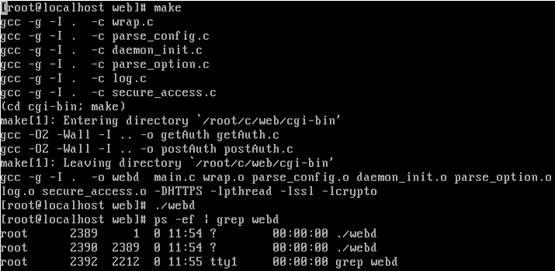 [root@localhost web]# make
gcc -g -I .  -c wrap.c
gcc -g -I .  -c parse_config.c
gcc -g -I .  -c daemon_init.c
gcc -g -I .  -c parse_option.c
gcc -g -I .  -c log.c
gcc -g -I .  -c secure_access.c
(cd cgi-bin; make)
make[1]: Entering directory `/root/c/web/cgi-bin'
gcc -O2 -Wall -I .. -o getAuth getAuth.c
gcc -O2 -Wall -I .. -o postAuth postAuth.c
make[1]: Leaving directory `/root/c/web/cgi-bin'
gcc -g -I .  -o webd  main.c wrap.o parse_config.o daemon_init.o parse_option.o
log.o secure_access.o -DHTTPS -lpthread -lssl -lcrypto
[root@localhost web]# ./webd
[root@localhost web]# ps -ef | grep webd
root      2389     1  0 11:54 ?        00:00:00 ./webd
root      2390  2389  0 11:54 ?        00:00:00 ./webd
root      2392  2212  0 11:55 tty1     00:00:00 grep webd